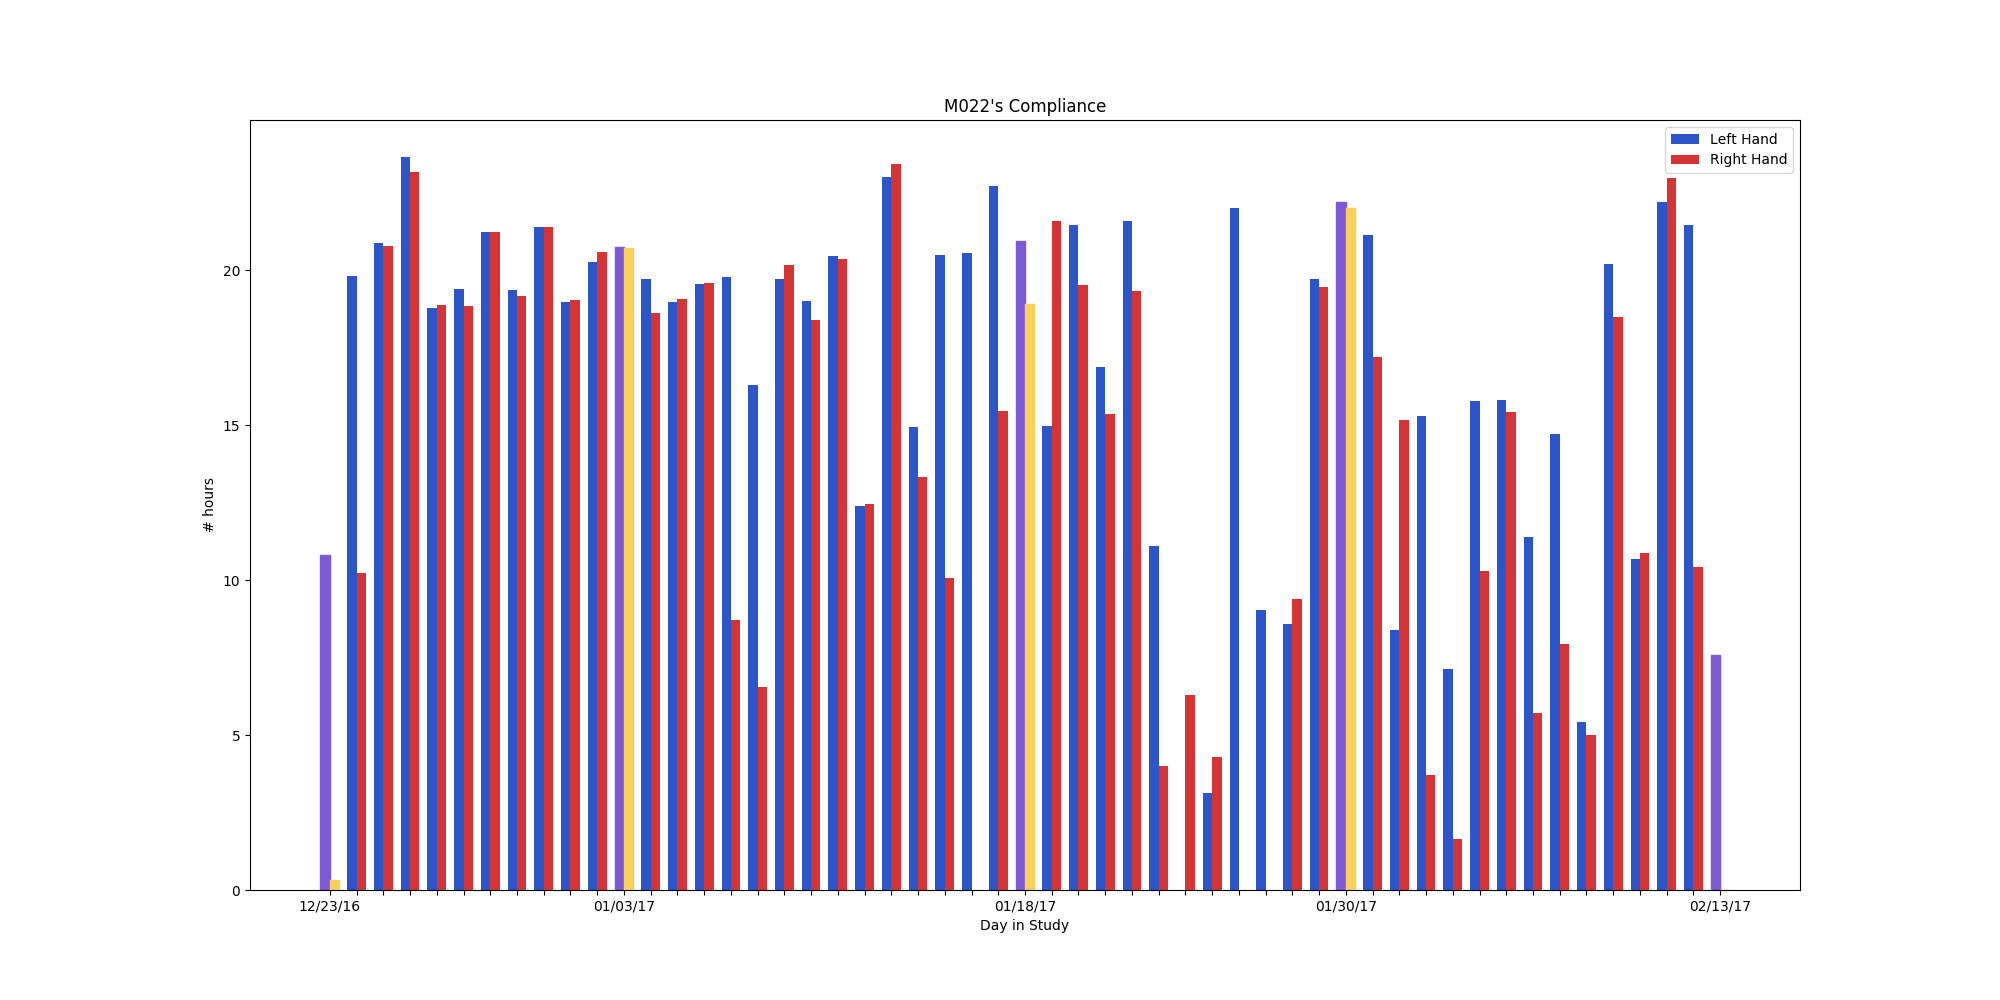 M022's Compliance
Left Hand
Right Hand
20
15
10
5
0
# hours
12/23/16 01/03/17 01/18/17 01/30/17 02/13/17
Day in Study